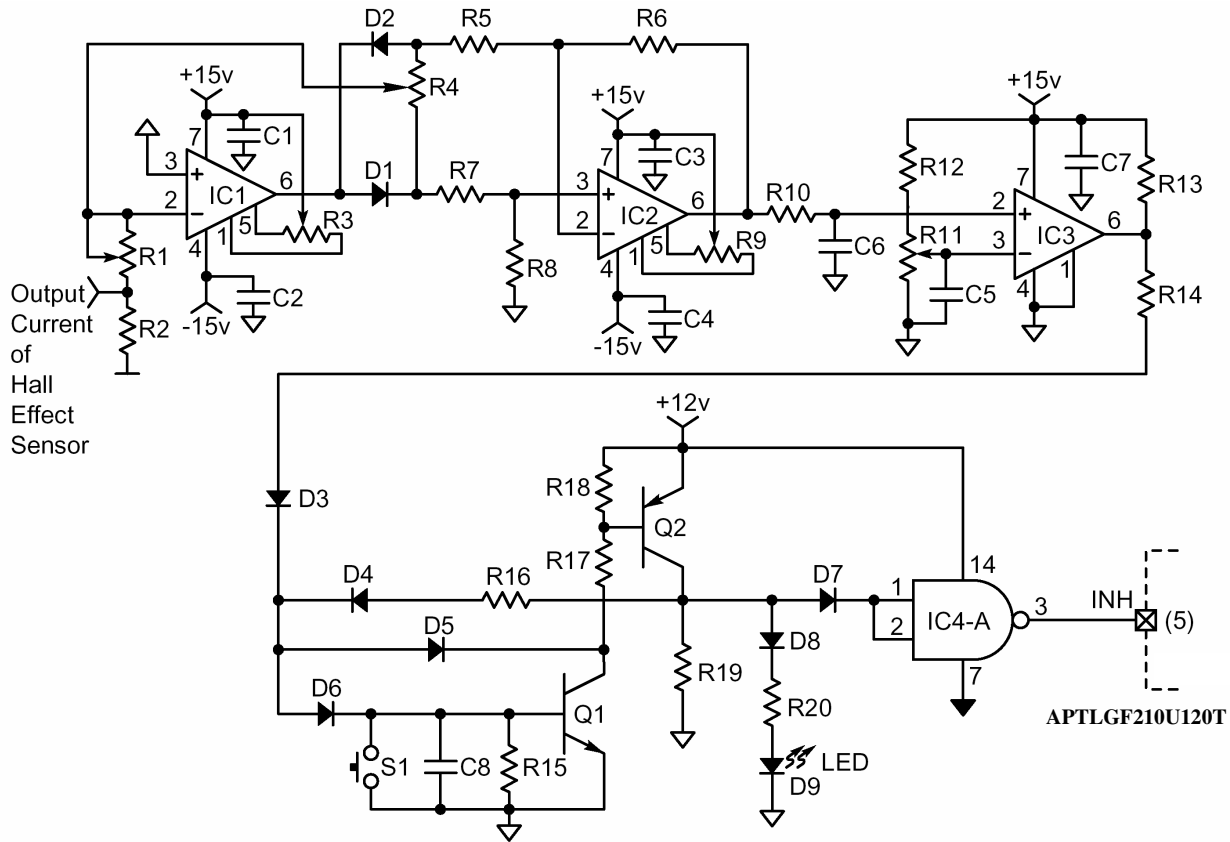 D2
R5
R6
+15v
R4
+15v
+15v
7
C1
7
C3
R12
7
C7
R13
3
+
IC1
6
D1
R7
3
+
IC2
6
R10
2
+
IC3
6
2
−
5
R3
2
−
5
R9
R11
3
−
4
1
4
1
4
1
R1
R8
C6
C5
R14
Output
Current
of
Hall
Effect
Sensor
R2
C2
-15v
C4
-15v
+12v
D3
R18
Q2
R17
14
D4
R16
D7
1
IC4-A
3
INH
(5)
2
D5
D8
R19
7
D6
Q1
R20
APTLGF210U120T
S1
C8
R15
LED
D9